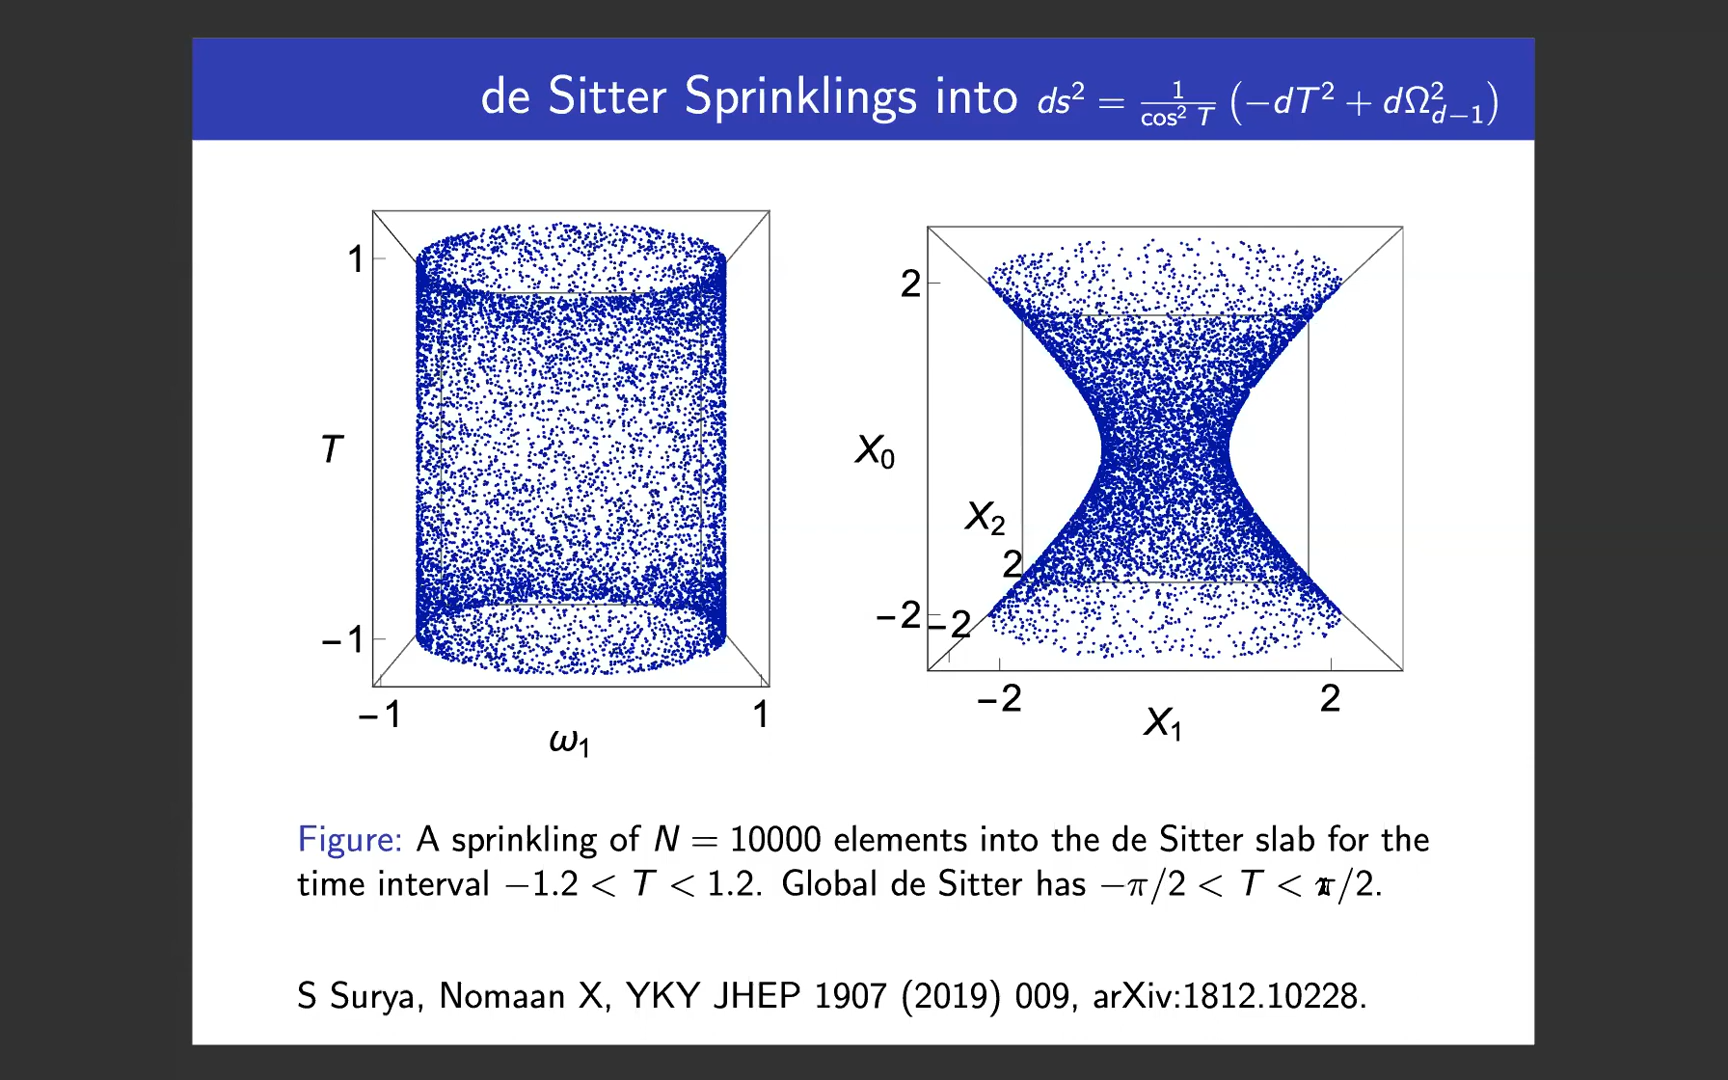 de Sitter Sprinklings into ds² = 1/cos² T (−dT² + dΩ²_{d−1})
1
T
−1
−1
1
ω₁
2
X₀
X₂
2
−2
−2
−2
2
X₁
Figure: A sprinkling of N = 10000 elements into the de Sitter slab for the
time interval −1.2 < T < 1.2. Global de Sitter has −π/2 < T < π/2.
S Surya, Nomaan X, YKY JHEP 1907 (2019) 009, arXiv:1812.10228.